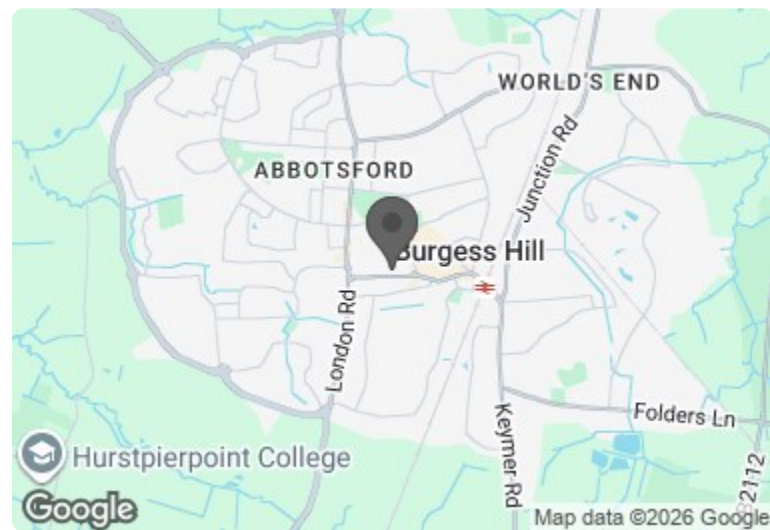 WORLD'S END
Junction Rd
ABBOTSFORD
Burgess Hill
London Rd
Folders Ln
Keymer Rd
B2112
Hurstpierpoint College
Google
Map data ©2026 Google